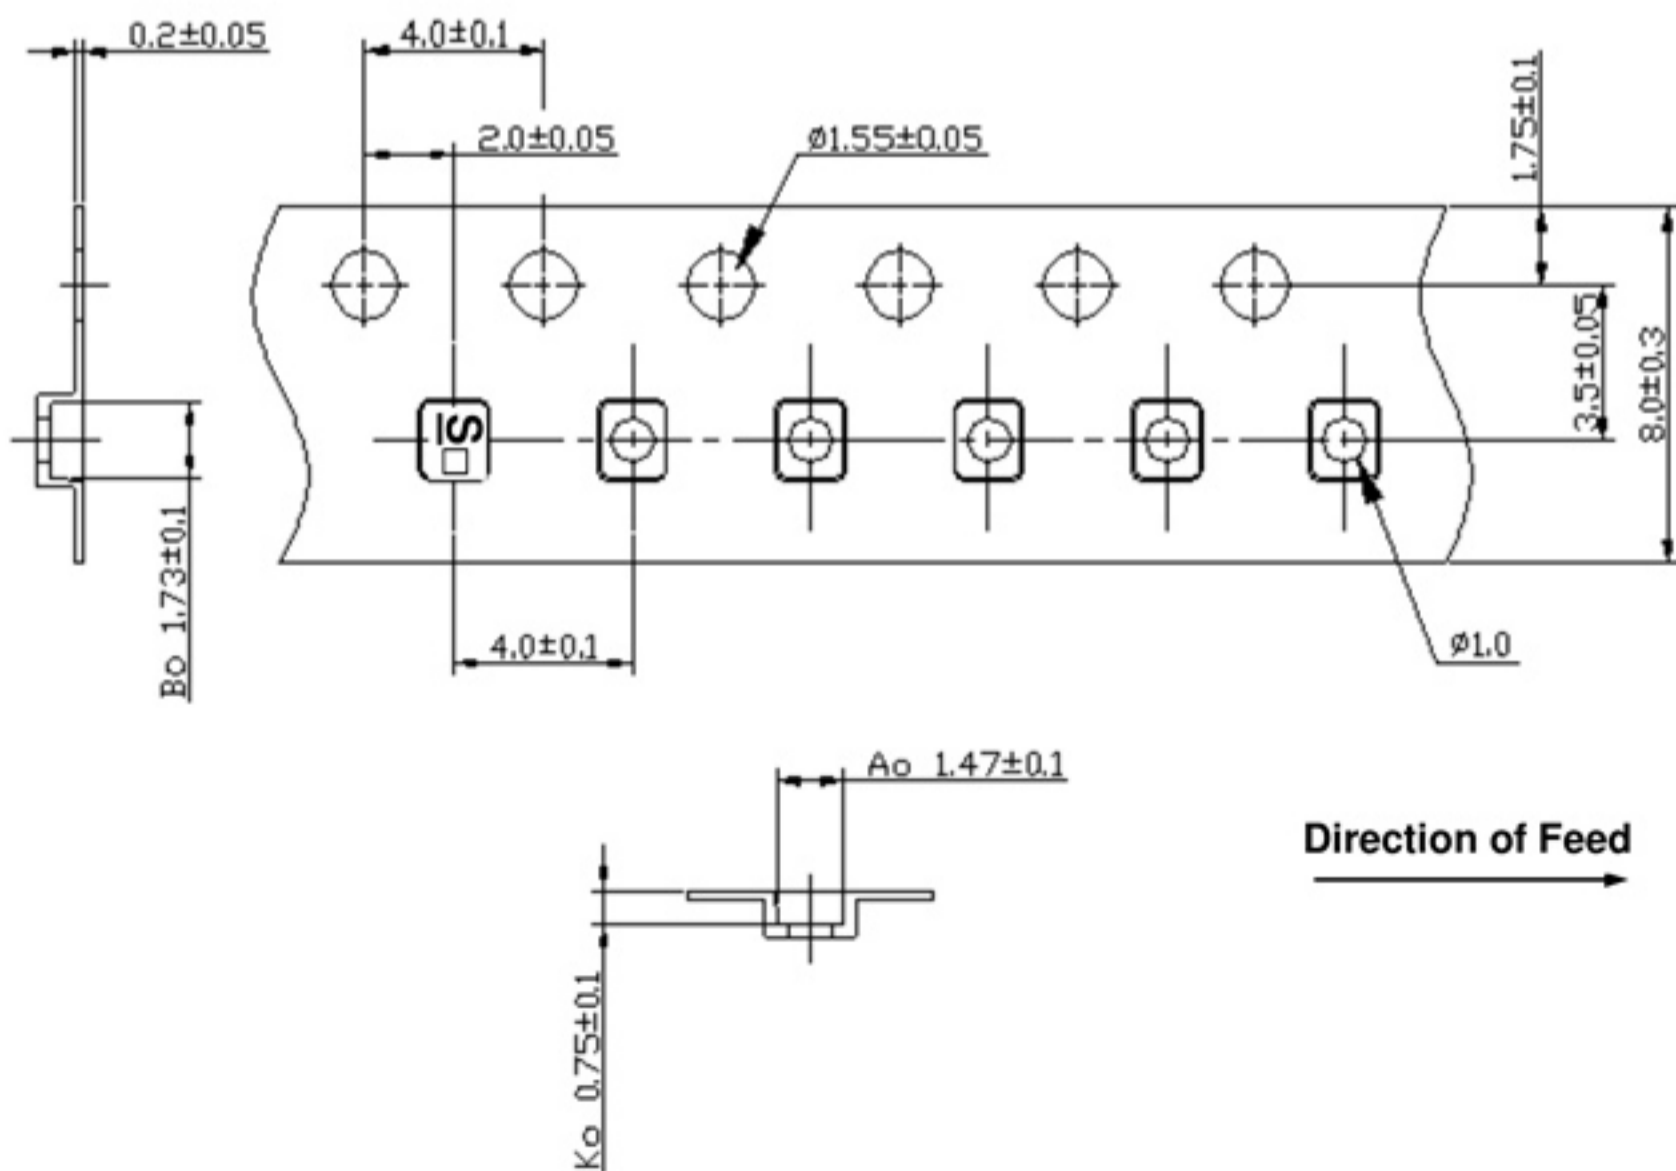 0.2±0.05
4.0±0.1
2.0±0.05
ø1.55±0.05
1.75±0.1
3.5±0.05
8.0±0.3
S
Bo 1.73±0.1
4.0±0.1
ø1.0
Ao 1.47±0.1
Ko 0.75±0.1
Direction of Feed